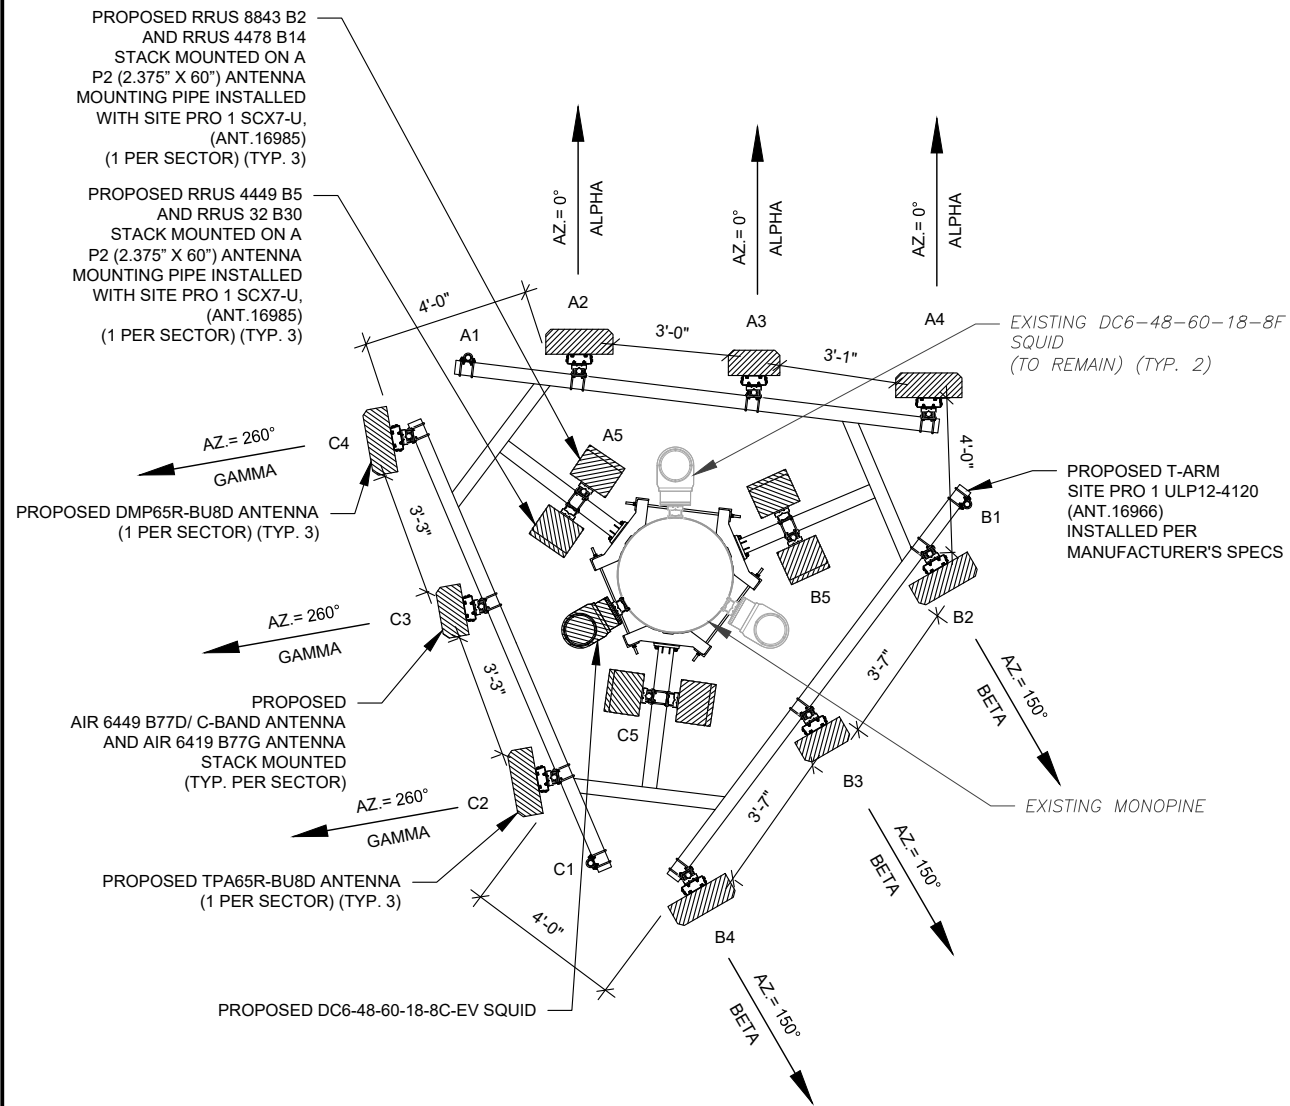 PROPOSED RRUS 8843 B2
AND RRUS 4478 B14
STACK MOUNTED ON A
P2 (2.375" X 60") ANTENNA
MOUNTING PIPE INSTALLED
WITH SITE PRO 1 SCX7-U,
(ANT.16985)
(1 PER SECTOR) (TYP. 3)
PROPOSED RRUS 4449 B5
AND RRUS 32 B30
STACK MOUNTED ON A
P2 (2.375" X 60") ANTENNA
MOUNTING PIPE INSTALLED
WITH SITE PRO 1 SCX7-U,
(ANT.16985)
(1 PER SECTOR) (TYP. 3)
AZ.= 0°
ALPHA
AZ.= 0°
ALPHA
AZ.= 0°
ALPHA
4'-0"
A1
A2
3'-0"
A3
3'-1"
A4
EXISTING DC6-48-60-18-8F
SQUID
(TO REMAIN) (TYP. 2)
AZ.= 260°
GAMMA
C4
A5
4'-0"
PROPOSED T-ARM
SITE PRO 1 ULP12-4120
(ANT.16966)
INSTALLED PER
MANUFACTURER'S SPECS
B1
PROPOSED DMP65R-BU8D ANTENNA
(1 PER SECTOR) (TYP. 3)
3'-3"
B5
B2
AZ.= 260°
GAMMA
C3
3'-3"
3'-7"
AZ.= 150°
BETA
PROPOSED
AIR 6449 B77D/ C-BAND ANTENNA
AND AIR 6419 B77G ANTENNA
STACK MOUNTED
(TYP. PER SECTOR)
C5
B3
AZ.= 260°
GAMMA
C2
3'-7"
EXISTING MONOPINE
AZ.= 150°
BETA
C1
PROPOSED TPA65R-BU8D ANTENNA
(1 PER SECTOR) (TYP. 3)
4'-0"
B4
AZ.= 150°
BETA
PROPOSED DC6-48-60-18-8C-EV SQUID